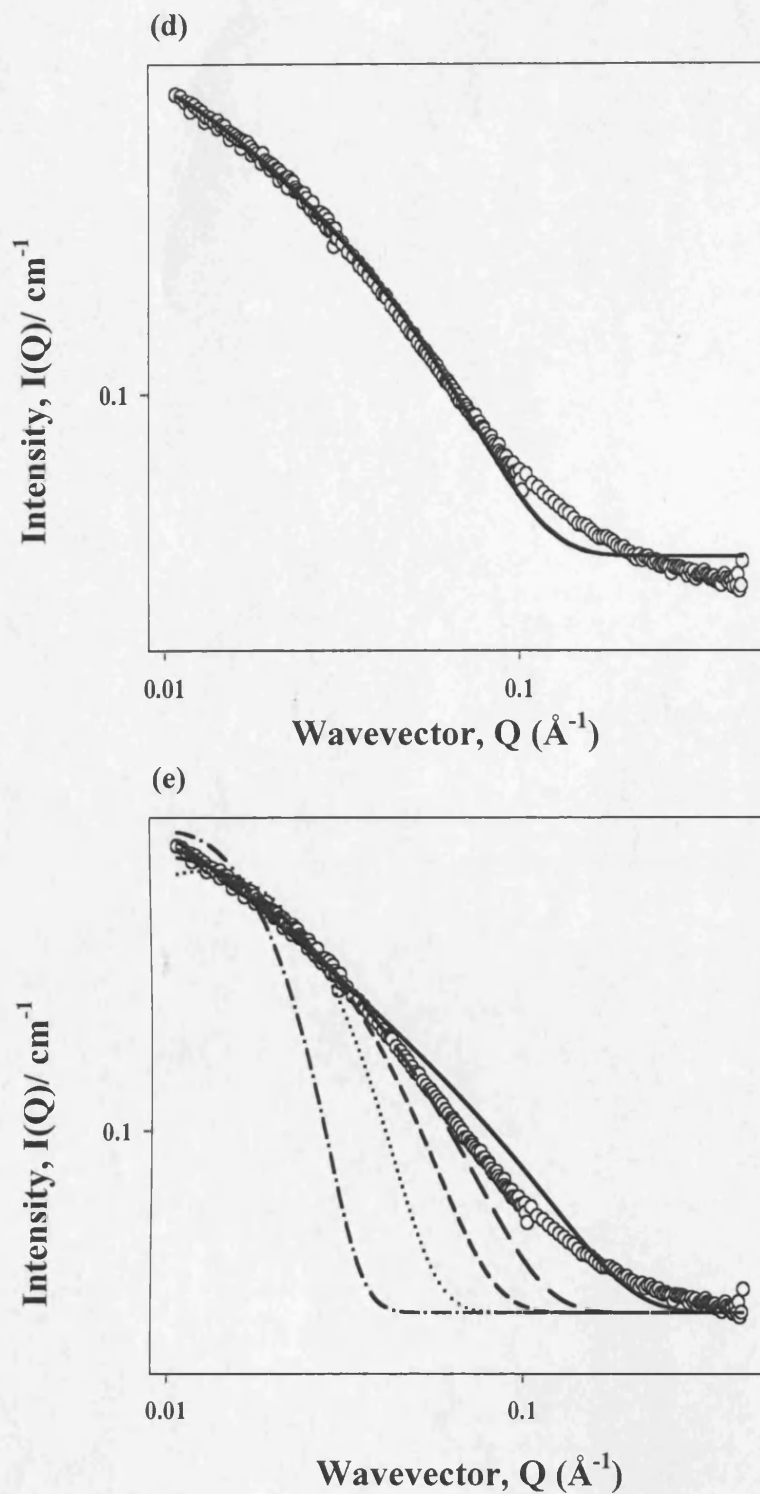 (d)
Intensity, I(Q)/ cm⁻¹
0.1
0.01
0.1
Wavevector, Q (Å⁻¹)
(e)
Intensity, I(Q)/ cm⁻¹
0.1
0.01
0.1
Wavevector, Q (Å⁻¹)